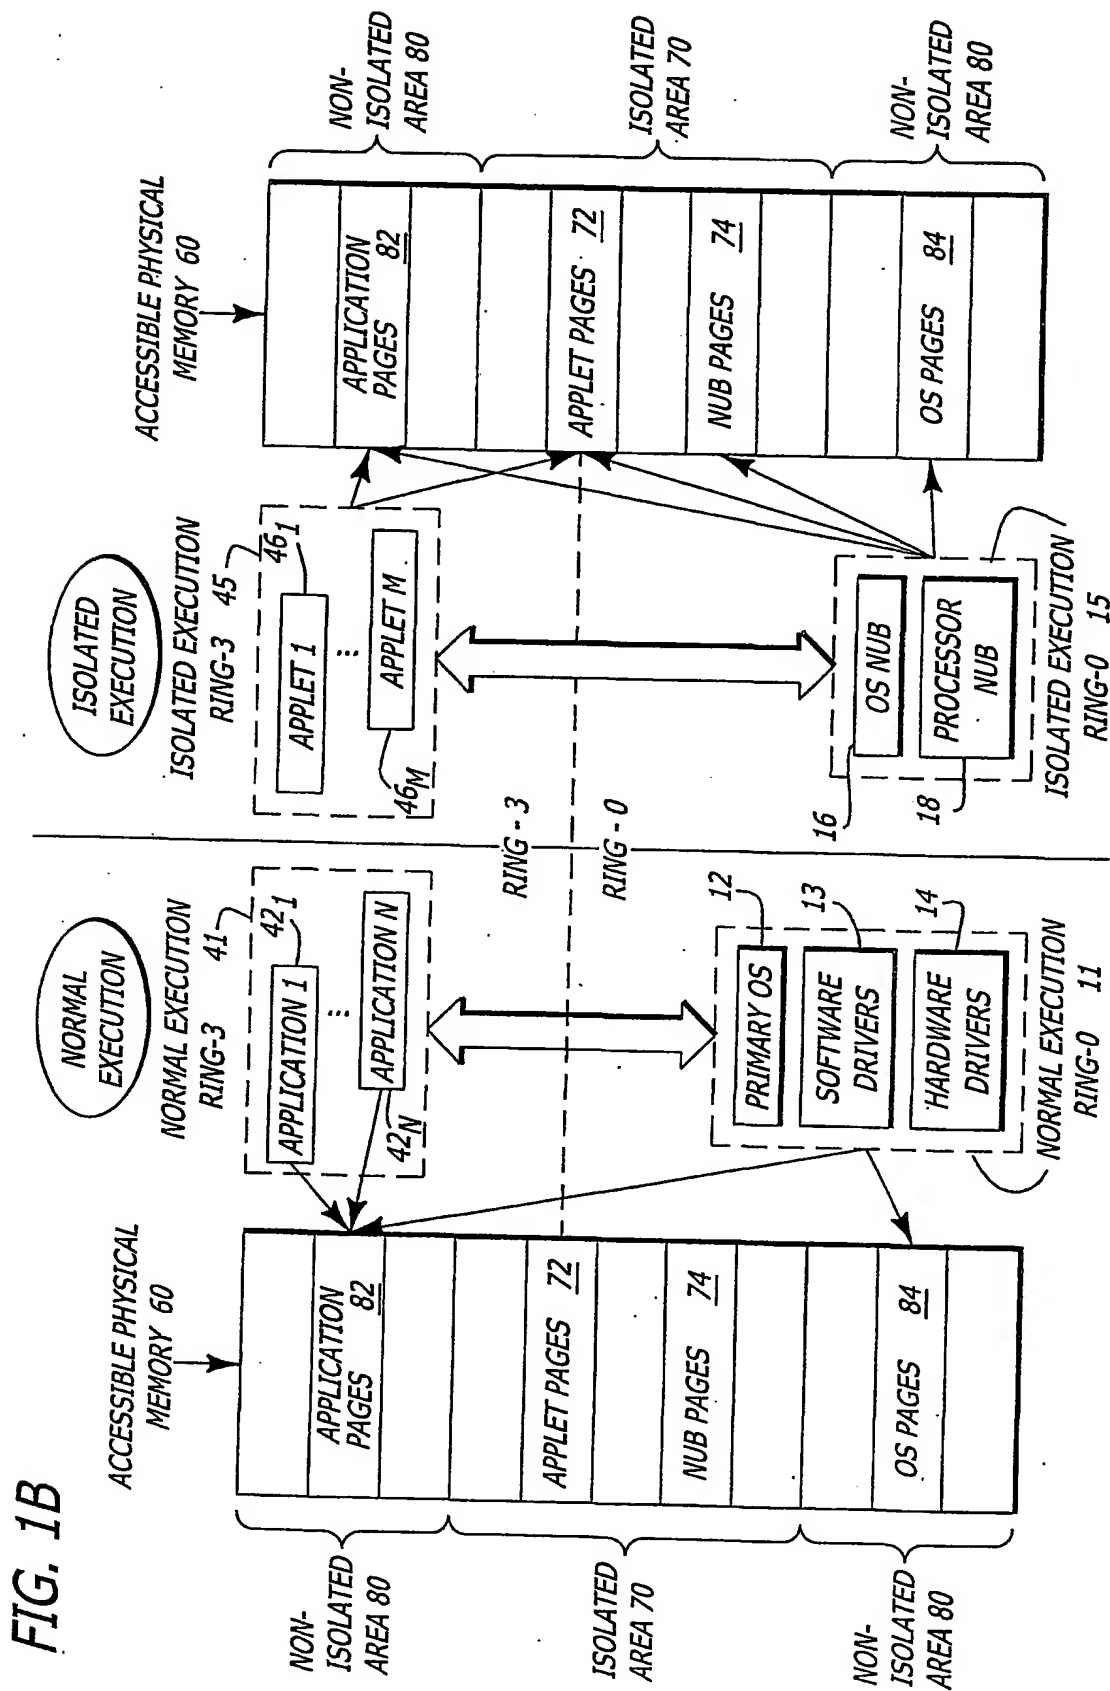 FIG. 1B
ACCESSIBLE PHYSICAL
MEMORY 60
NON-
ISOLATED
AREA 80
ISOLATED
AREA 70
NON-
ISOLATED
AREA 80
APPLICATION
PAGES 82
APPLET PAGES 72
NUB PAGES 74
OS PAGES 84
NORMAL
EXECUTION
NORMAL EXECUTION
RING-3 41
APPLICATION 1
42₁
...
APPLICATION N
42N
RING - 3
RING - 0
PRIMARY OS
12
SOFTWARE
DRIVERS
13
HARDWARE
DRIVERS
14
NORMAL EXECUTION
RING-0 11
ISOLATED
EXECUTION
ISOLATED EXECUTION
RING-3 45
APPLET 1
46₁
...
APPLET M
46M
OS NUB
16
PROCESSOR
NUB
18
ISOLATED EXECUTION
RING-0 15
ACCESSIBLE PHYSICAL
MEMORY 60
APPLICATION
PAGES 82
APPLET PAGES 72
NUB PAGES 74
OS PAGES 84
NON-
ISOLATED
AREA 80
ISOLATED
AREA 70
NON-
ISOLATED
AREA 80